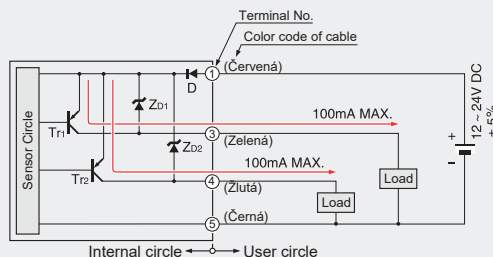 Terminal No.
Color code of cable
1 (Červená)
D
ZD1
100mA MAX.
3 (Zelená)
Tr1
ZD2
100mA MAX.
4 (Žlutá)
Tr2
Load
Load
5 (Černá)
Sensor Circle
+
−
12 ~ 24V DC
±5%
Internal circle
User circle